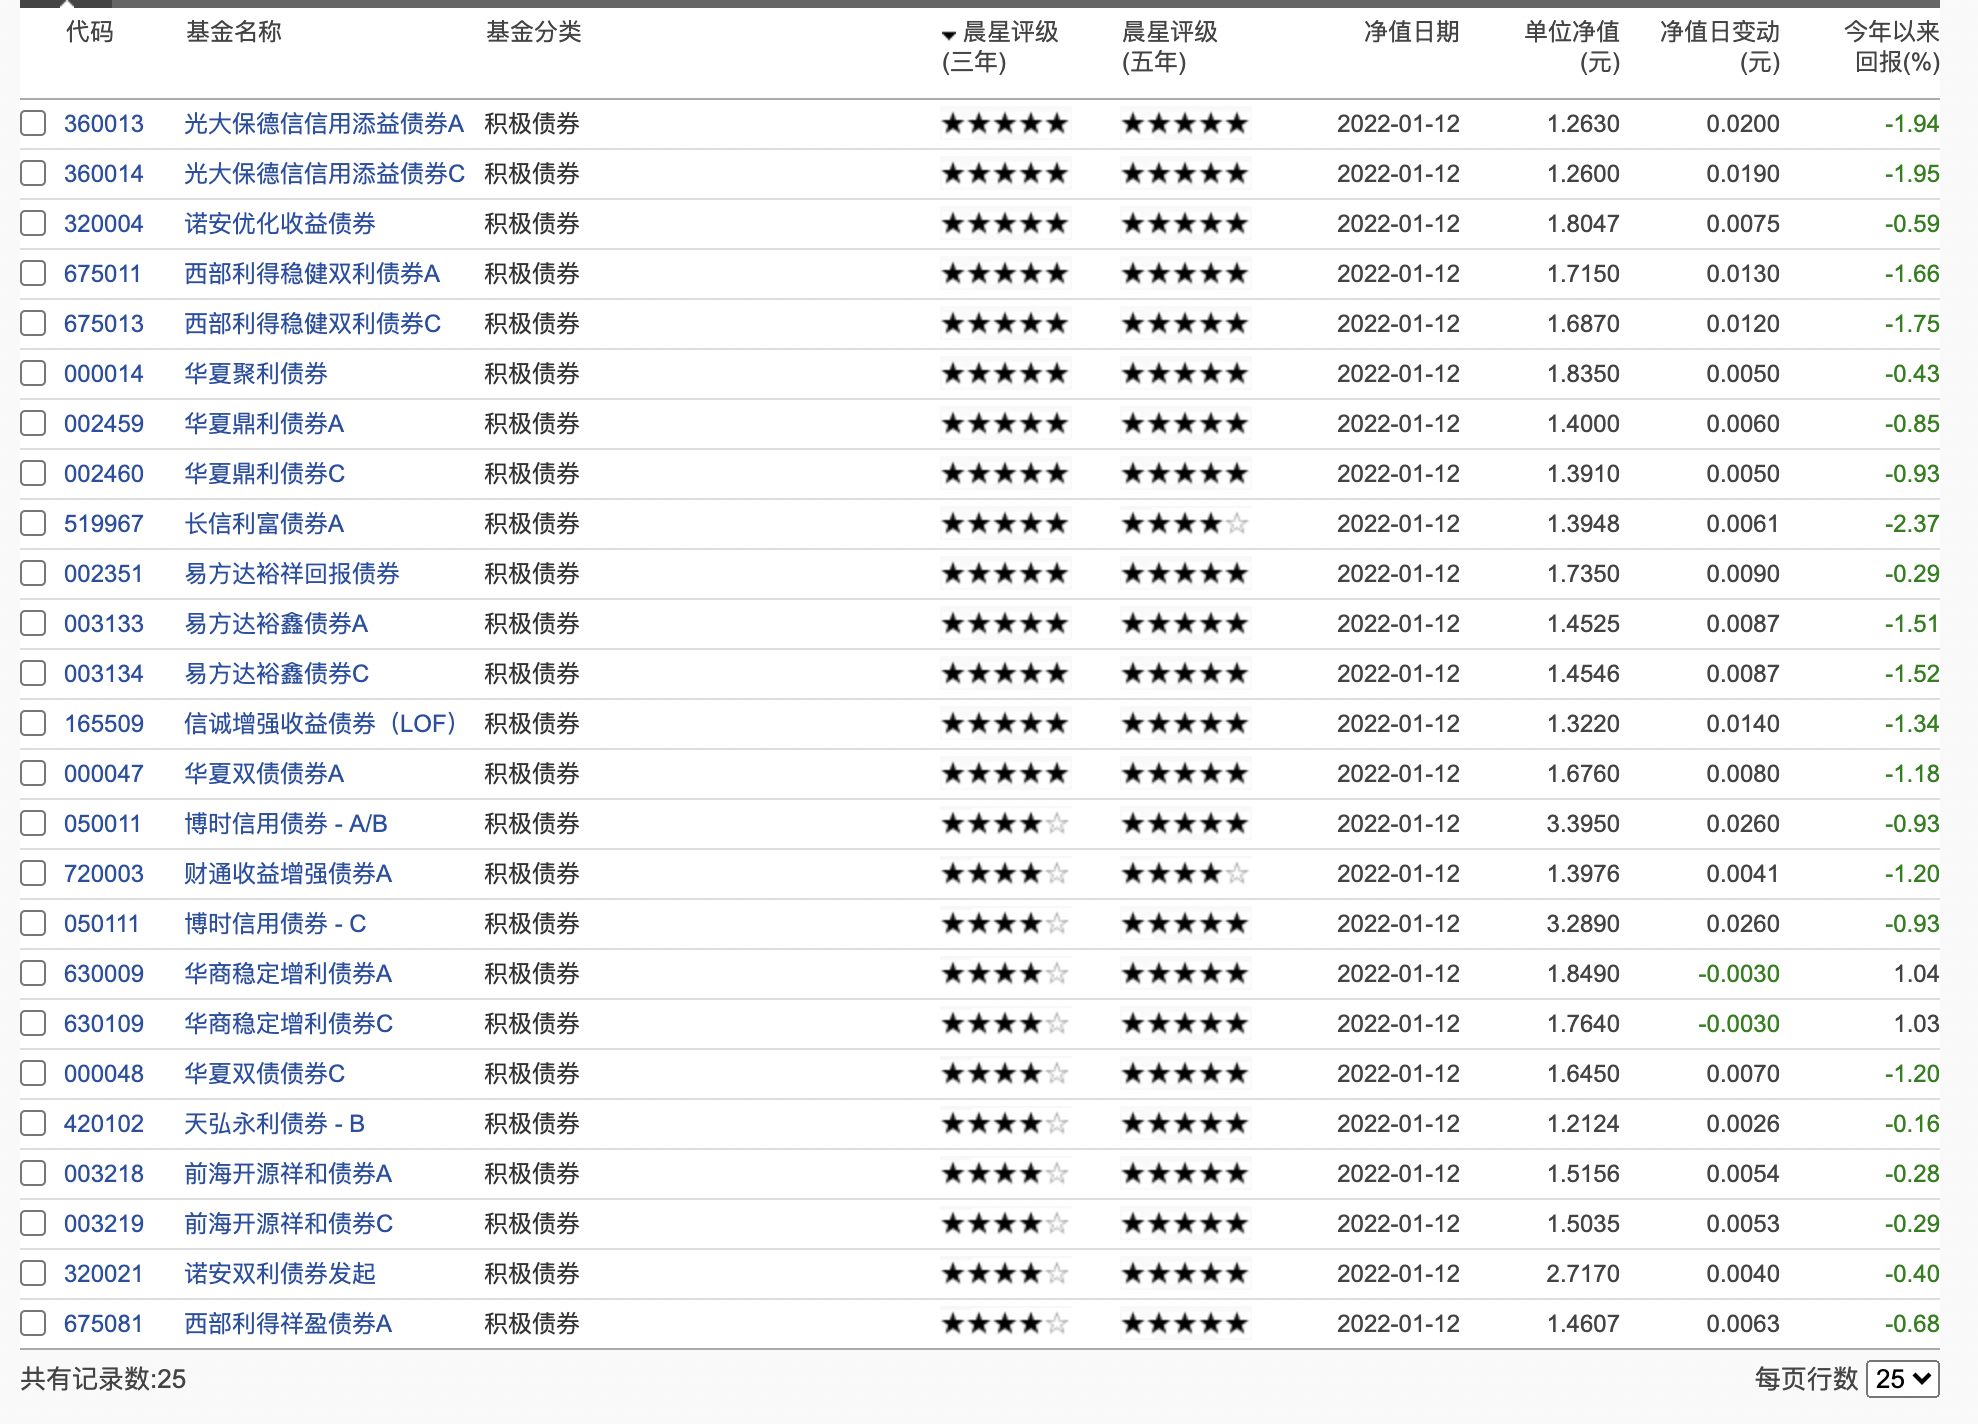 代码 基金名称 基金分类 晨星评级 (三年) 晨星评级 (五年) 净值日期 单位净值 (元) 净值日变动 (元) 今年以来 回报(%)
360013 光大保德信信用添益债券A 积极债券 ★★★★★ ★★★★★ 2022-01-12 1.2630 0.0200 -1.94
360014 光大保德信信用添益债券C 积极债券 ★★★★★ ★★★★★ 2022-01-12 1.2600 0.0190 -1.95
320004 诺安优化收益债券 积极债券 ★★★★★ ★★★★★ 2022-01-12 1.8047 0.0075 -0.59
675011 西部利得稳健双利债券A 积极债券 ★★★★★ ★★★★★ 2022-01-12 1.7150 0.0130 -1.66
675013 西部利得稳健双利债券C 积极债券 ★★★★★ ★★★★★ 2022-01-12 1.6870 0.0120 -1.75
000014 华夏聚利债券 积极债券 ★★★★★ ★★★★★ 2022-01-12 1.8350 0.0050 -0.43
002459 华夏鼎利债券A 积极债券 ★★★★★ ★★★★★ 2022-01-12 1.4000 0.0060 -0.85
002460 华夏鼎利债券C 积极债券 ★★★★★ ★★★★★ 2022-01-12 1.3910 0.0050 -0.93
519967 长信利富债券A 积极债券 ★★★★★ ★★★★☆ 2022-01-12 1.3948 0.0061 -2.37
002351 易方达裕祥回报债券 积极债券 ★★★★★ ★★★★★ 2022-01-12 1.7350 0.0090 -0.29
003133 易方达裕鑫债券A 积极债券 ★★★★★ ★★★★★ 2022-01-12 1.4525 0.0087 -1.51
003134 易方达裕鑫债券C 积极债券 ★★★★★ ★★★★★ 2022-01-12 1.4546 0.0087 -1.52
165509 信诚增强收益债券（LOF） 积极债券 ★★★★★ ★★★★★ 2022-01-12 1.3220 0.0140 -1.34
000047 华夏双债债券A 积极债券 ★★★★★ ★★★★★ 2022-01-12 1.6760 0.0080 -1.18
050011 博时信用债券 - A/B 积极债券 ★★★★☆ ★★★★★ 2022-01-12 3.3950 0.0260 -0.93
720003 财通收益增强债券A 积极债券 ★★★★☆ ★★★★☆ 2022-01-12 1.3976 0.0041 -1.20
050111 博时信用债券 - C 积极债券 ★★★★☆ ★★★★★ 2022-01-12 3.2890 0.0260 -0.93
630009 华商稳定增利债券A 积极债券 ★★★★☆ ★★★★★ 2022-01-12 1.8490 -0.0030 1.04
630109 华商稳定增利债券C 积极债券 ★★★★☆ ★★★★★ 2022-01-12 1.7640 -0.0030 1.03
000048 华夏双债债券C 积极债券 ★★★★☆ ★★★★★ 2022-01-12 1.6450 0.0070 -1.20
420102 天弘永利债券 - B 积极债券 ★★★★☆ ★★★★★ 2022-01-12 1.2124 0.0026 -0.16
003218 前海开源祥和债券A 积极债券 ★★★★☆ ★★★★★ 2022-01-12 1.5156 0.0054 -0.28
003219 前海开源祥和债券C 积极债券 ★★★★☆ ★★★★★ 2022-01-12 1.5035 0.0053 -0.29
320021 诺安双利债券发起 积极债券 ★★★★☆ ★★★★★ 2022-01-12 2.7170 0.0040 -0.40
675081 西部利得祥盈债券A 积极债券 ★★★★☆ ★★★★★ 2022-01-12 1.4607 0.0063 -0.68
共有记录数:25 每页行数 25